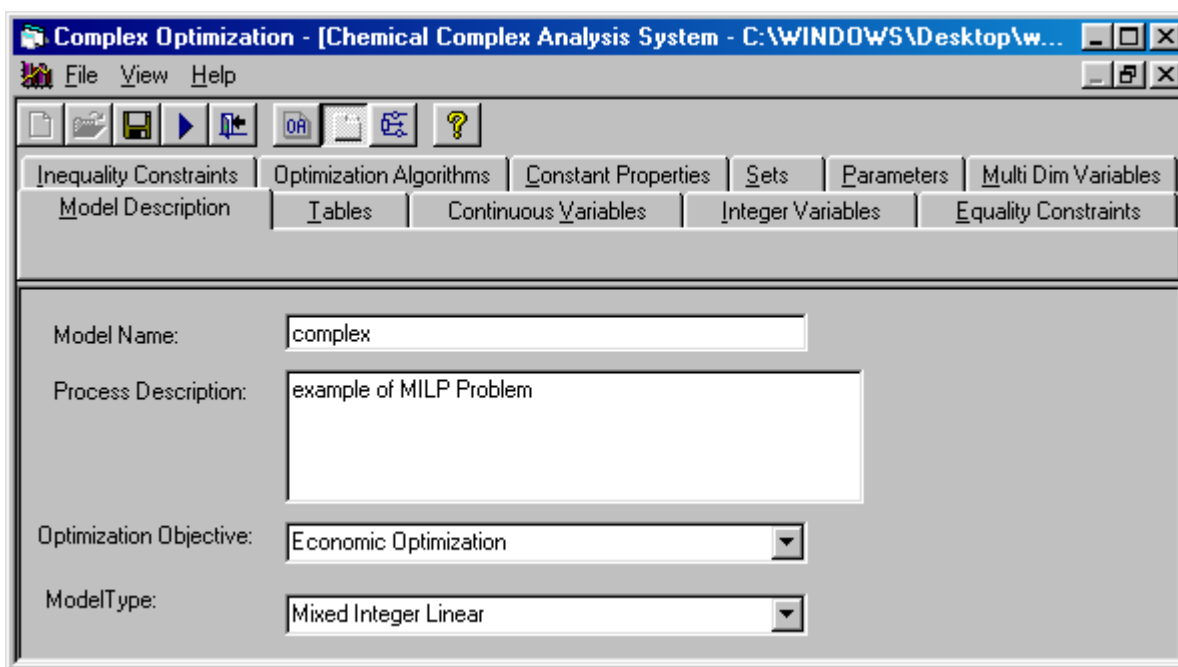 Complex Optimization - [Chemical Complex Analysis System - C:\WINDOWS\Desktop\w...
File View Help
OA ?
Inequality Constraints Optimization Algorithms Constant Properties Sets Parameters Multi Dim Variables
Model Description Tables Continuous Variables Integer Variables Equality Constraints
Model Name: complex
Process Description: example of MILP Problem
Optimization Objective: Economic Optimization
ModelType: Mixed Integer Linear